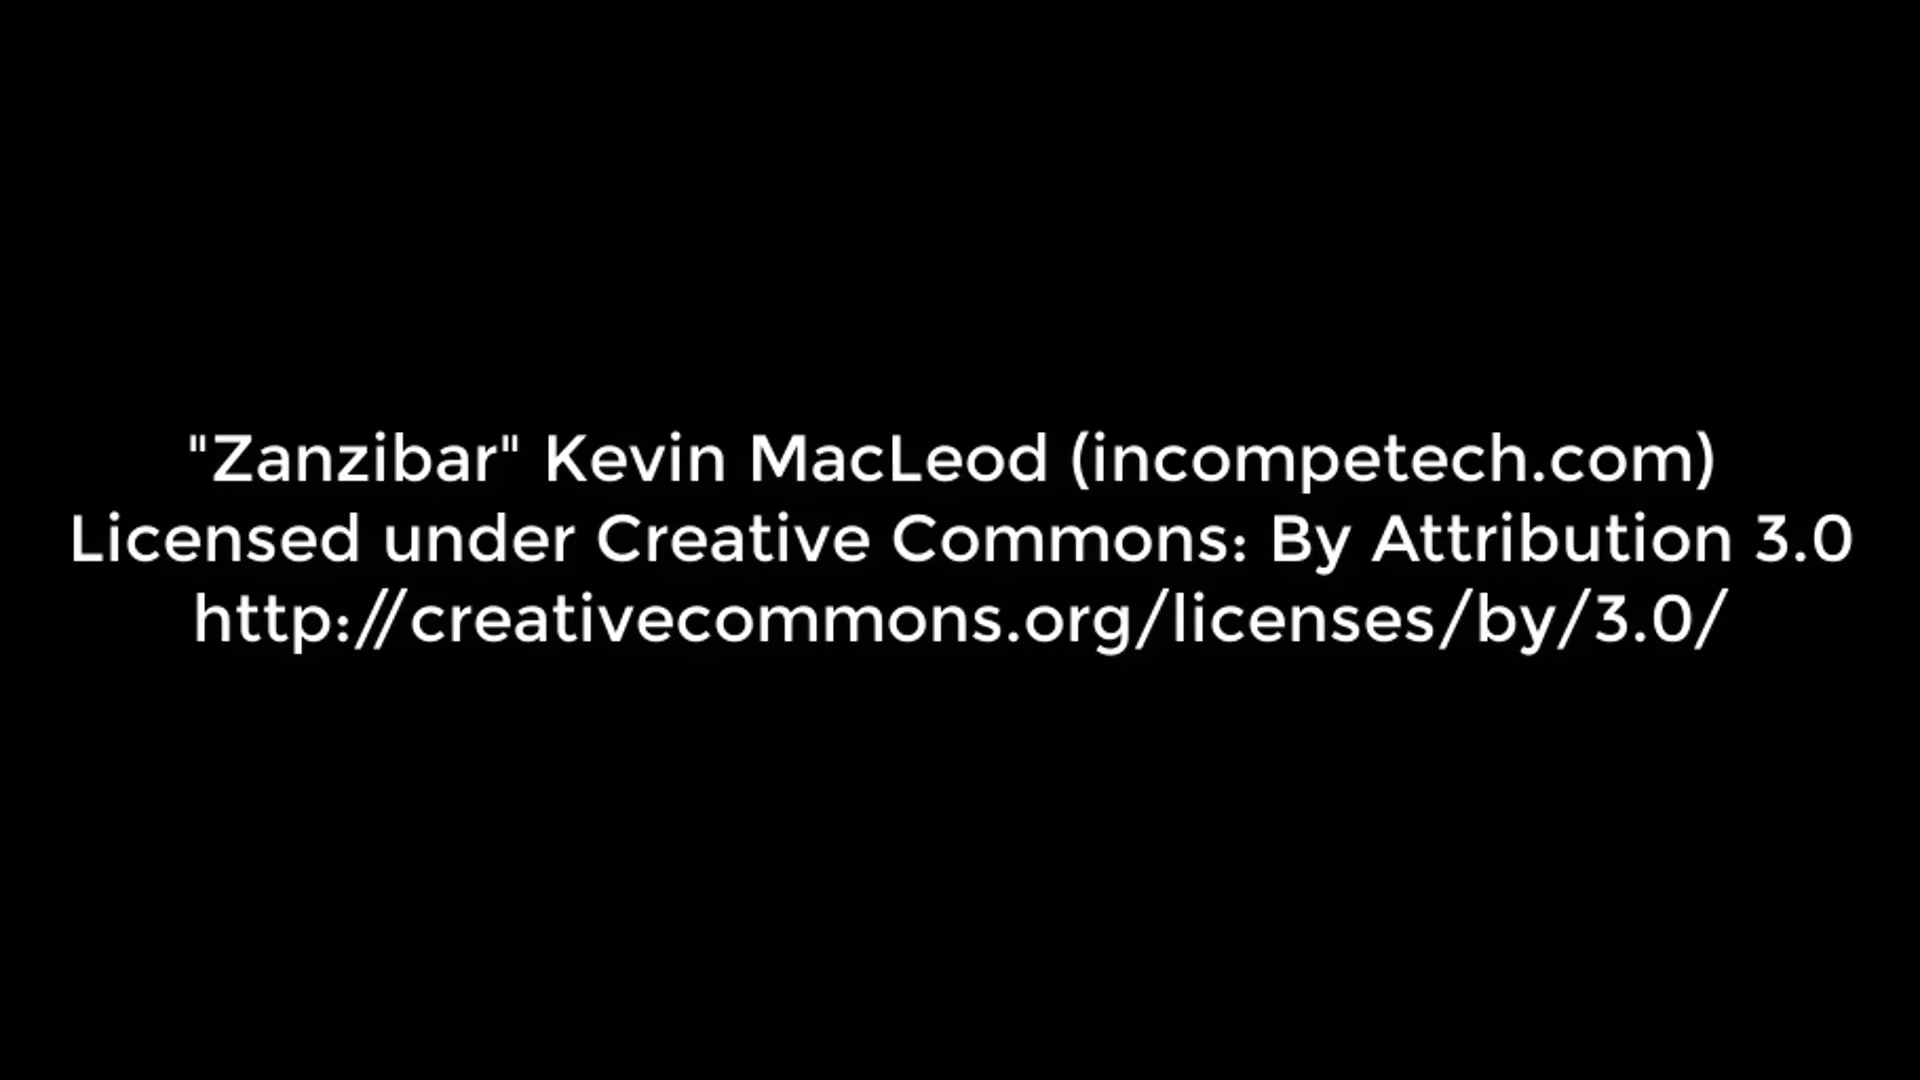 "Zanzibar" Kevin MacLeod (incompetech.com)
Licensed under Creative Commons: By Attribution 3.0
http://creativecommons.org/licenses/by/3.0/